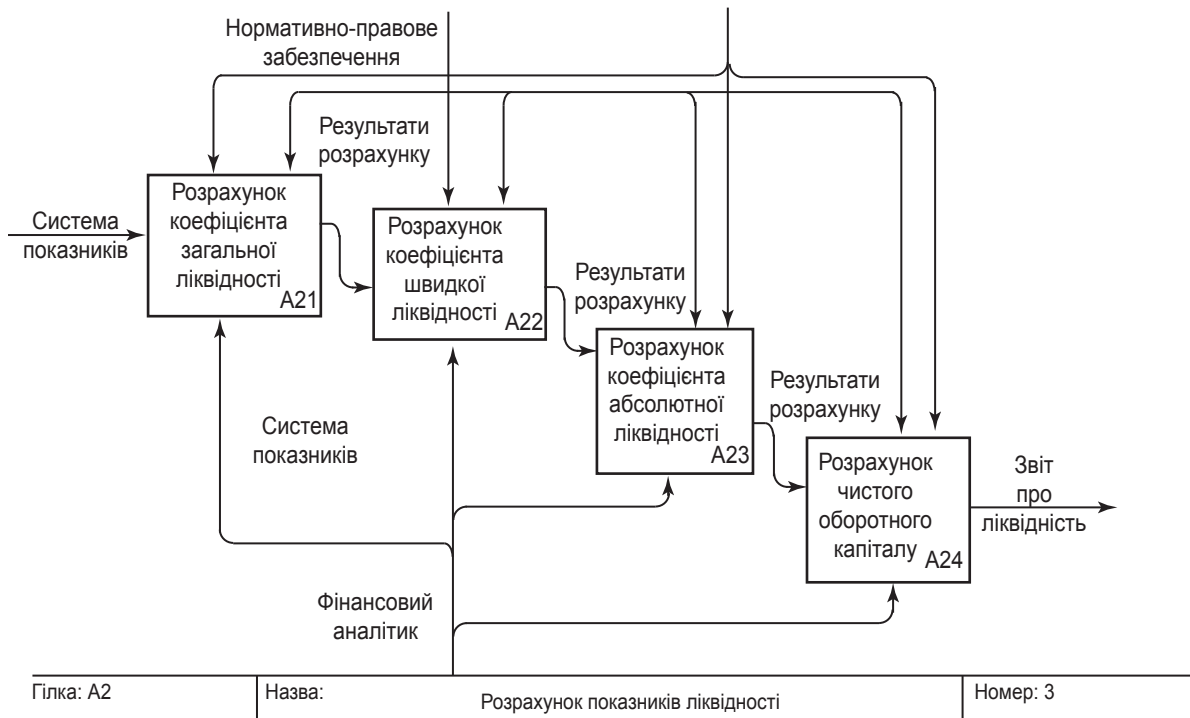 Нормативно-правове
забезпечення
Результати
розрахунку
Розрахунок
коефіцієнта
загальної
ліквідності
A21
Система
показників
Розрахунок
коефіцієнта
швидкої
ліквідності
A22
Результати
розрахунку
Розрахунок
коефіцієнта
абсолютної
ліквідності
A23
Результати
розрахунку
Система
показників
Розрахунок
чистого
оборотного
капіталу
A24
Звіт
про
ліквідність
Фінансовий
аналітик
Гілка: A2
Назва:
Розрахунок показників ліквідності
Номер: 3